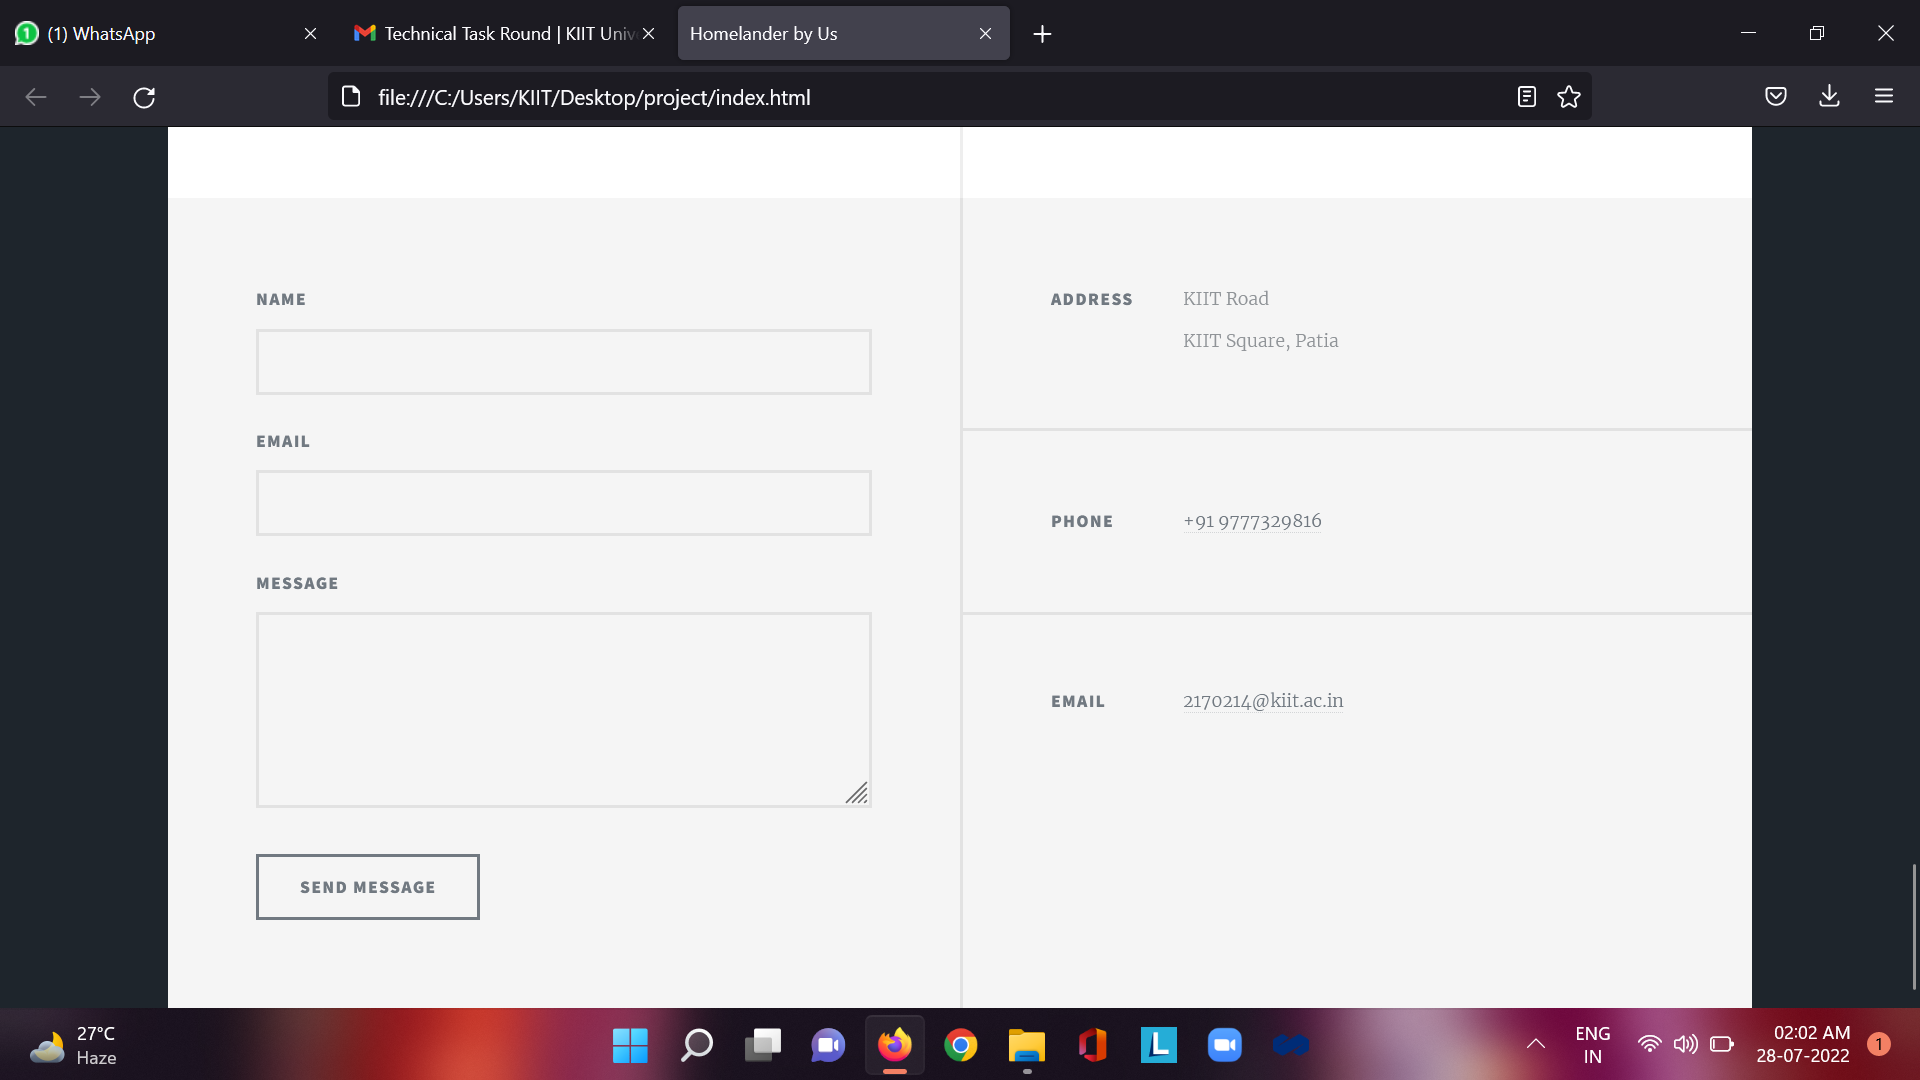 (1) WhatsApp
Technical Task Round | KIIT Univ
Homelander by Us
file:///C:/Users/KIIT/Desktop/project/index.html
NAME
EMAIL
MESSAGE
SEND MESSAGE
ADDRESS KIIT Road
KIIT Square, Patia
PHONE +91 9777329816
EMAIL 2170214@kiit.ac.in
27°C
Haze
L
ENG
IN
02:02 AM
28-07-2022
1